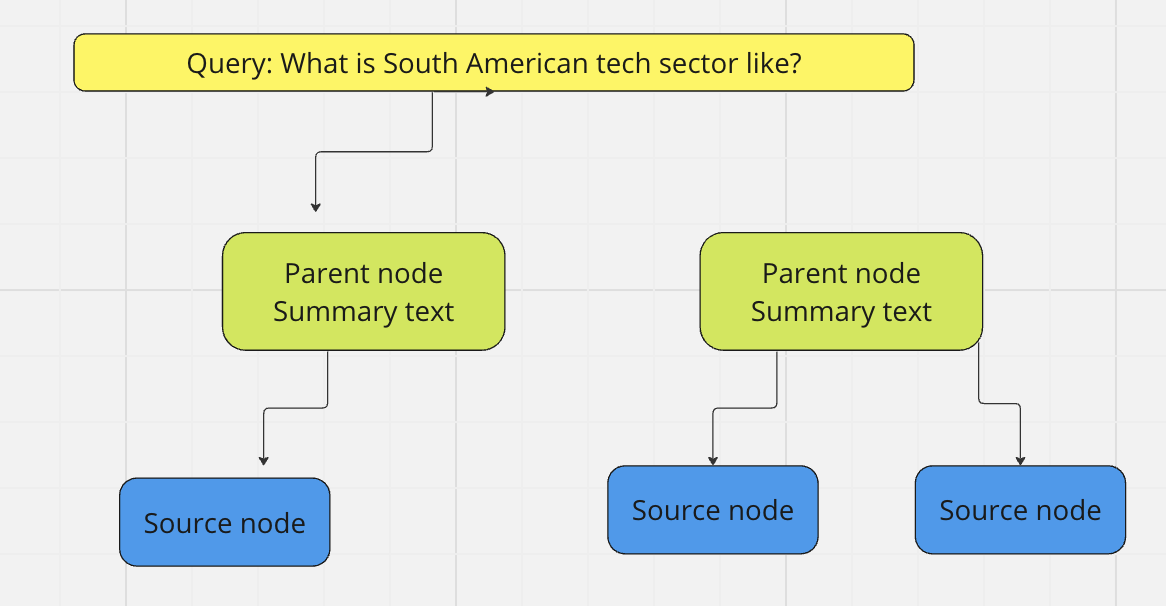 Query: What is South American tech sector like?
Parent node
Summary text
Parent node
Summary text
Source node
Source node
Source node